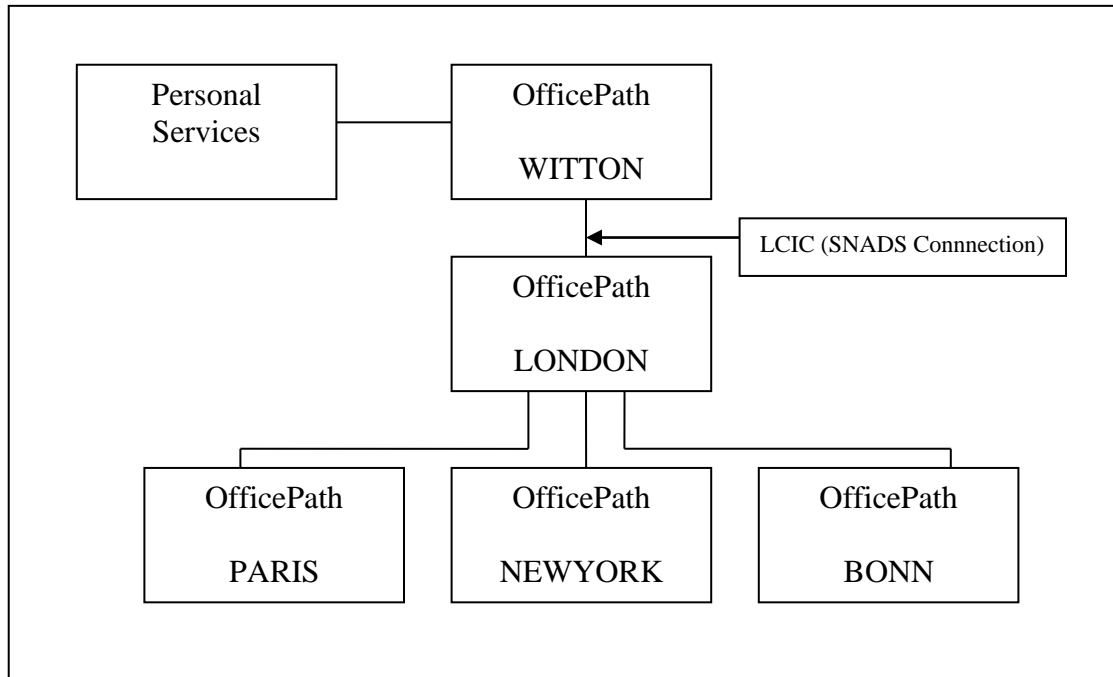 Personal
Services
OfficePath
WITTON
LCIC (SNADS Connnection)
OfficePath
LONDON
OfficePath
PARIS
OfficePath
NEWYORK
OfficePath
BONN